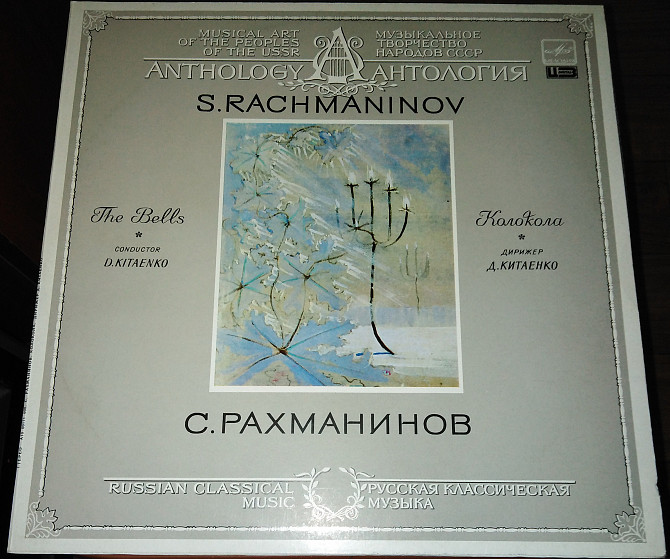 MUSICAL ART
OF THE PEOPLES
OF THE USSR
ANTHOLOGY
МУЗЫКАЛЬНОЕ
ТВОРЧЕСТВО
НАРОДОВ СССР
АНТОЛОГИЯ
S.RACHMANINOV
The Bells
*
CONDUCTOR
D.KITAENKO
Колокола
*
ДИРИЖЕР
Д.КИТАЕНКО
С.РАХМАНИНОВ
RUSSIAN CLASSICAL
MUSIC
РУССКАЯ КЛАССИЧЕСКАЯ
МУЗЫКА